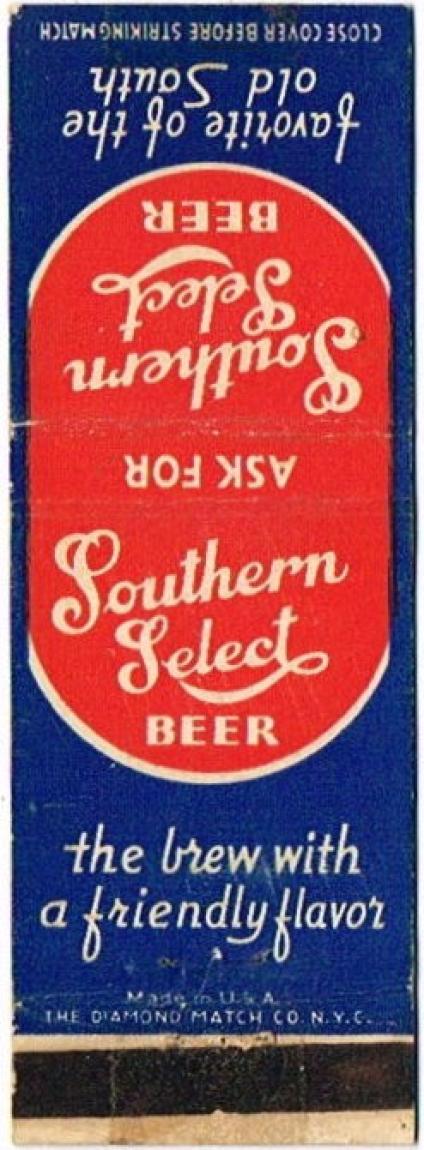 ASK FOR
Southern
Select
BEER
favorite of the
old South
CLOSE COVER BEFORE STRIKING MATCH
Southern
Select
BEER
the brew with
a friendly flavor
Made in U.S.A.
THE DIAMOND MATCH CO. N.Y.C.